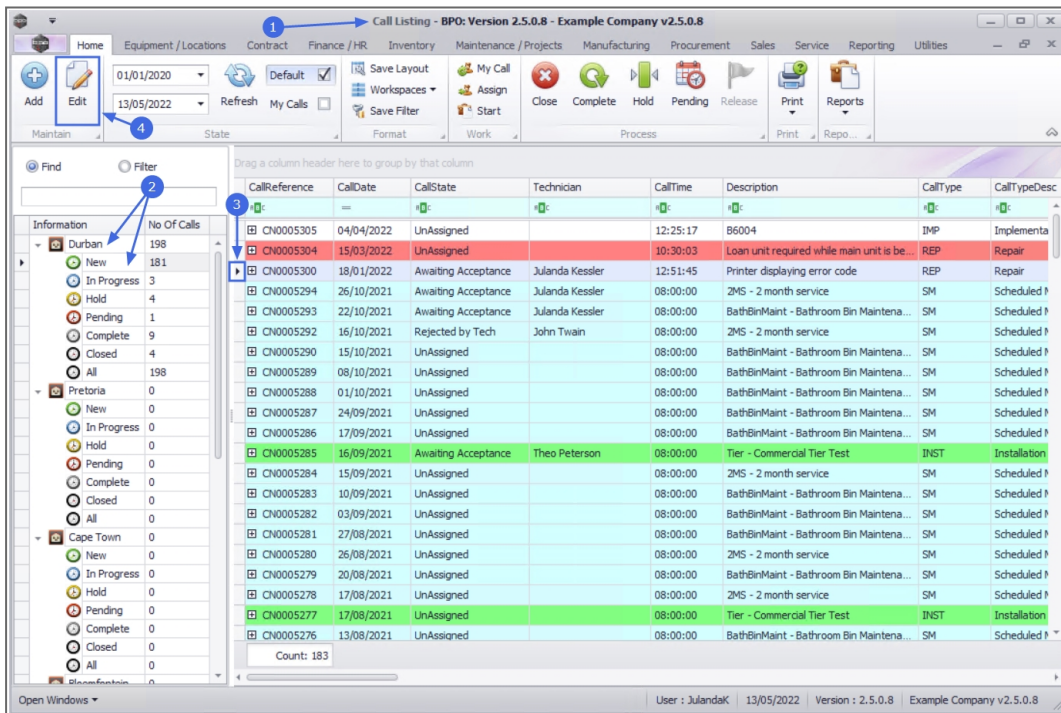 1
Call Listing - BPO: Version 2.5.0.8 - Example Company v2.5.0.8
Home Equipment / Locations Contract Finance / HR Inventory Maintenance / Projects Manufacturing Procurement Sales Service Reporting Utilities
Add
Edit
01/01/2020
13/05/2022
Refresh
Default
My Calls
Save Layout
Workspaces
Save Filter
My Call
Assign
Start
Close
Complete
Hold
Pending
Release
Print
Reports
4
Maintain State Format Work Process Print Repo...
Find Filter
Drag a column header here to group by that column
2
3
Information No Of Calls
Durban 198
New 181
In Progress 3
Hold 4
Pending 1
Complete 9
Closed 4
All 198
Pretoria 0
New 0
In Progress 0
Hold 0
Pending 0
Complete 0
Closed 0
All 0
Cape Town 0
New 0
In Progress 0
Hold 0
Pending 0
Complete 0
Closed 0
All 0
Bloemfontein 0
CallReference CallDate CallState Technician CallTime Description CallType CallTypeDesc
CN0005305 04/04/2022 UnAssigned 12:25:17 B6004 IMP Implementa
CN0005304 15/03/2022 UnAssigned 10:30:03 Loan unit required while main unit is be... REP Repair
CN0005300 18/01/2022 Awaiting Acceptance Julanda Kessler 12:51:45 Printer displaying error code REP Repair
CN0005294 26/10/2021 Awaiting Acceptance Julanda Kessler 08:00:00 2MS - 2 month service SM Scheduled M
CN0005293 22/10/2021 Awaiting Acceptance Julanda Kessler 08:00:00 BathBinMaint - Bathroom Bin Maintena... SM Scheduled M
CN0005292 16/10/2021 Rejected by Tech John Twain 08:00:00 2MS - 2 month service SM Scheduled M
CN0005290 15/10/2021 UnAssigned 08:00:00 BathBinMaint - Bathroom Bin Maintena... SM Scheduled M
CN0005289 08/10/2021 UnAssigned 08:00:00 BathBinMaint - Bathroom Bin Maintena... SM Scheduled M
CN0005288 01/10/2021 UnAssigned 08:00:00 BathBinMaint - Bathroom Bin Maintena... SM Scheduled M
CN0005287 24/09/2021 UnAssigned 08:00:00 BathBinMaint - Bathroom Bin Maintena... SM Scheduled M
CN0005286 17/09/2021 UnAssigned 08:00:00 BathBinMaint - Bathroom Bin Maintena... SM Scheduled M
CN0005285 16/09/2021 Awaiting Acceptance Theo Peterson 08:00:00 Tier - Commercial Tier Test INST Installation
CN0005284 15/09/2021 UnAssigned 08:00:00 2MS - 2 month service SM Scheduled M
CN0005283 10/09/2021 UnAssigned 08:00:00 BathBinMaint - Bathroom Bin Maintena... SM Scheduled M
CN0005282 03/09/2021 UnAssigned 08:00:00 BathBinMaint - Bathroom Bin Maintena... SM Scheduled M
CN0005281 27/08/2021 UnAssigned 08:00:00 BathBinMaint - Bathroom Bin Maintena... SM Scheduled M
CN0005280 26/08/2021 UnAssigned 08:00:00 2MS - 2 month service SM Scheduled M
CN0005279 20/08/2021 UnAssigned 08:00:00 BathBinMaint - Bathroom Bin Maintena... SM Scheduled M
CN0005278 17/08/2021 UnAssigned 08:00:00 2MS - 2 month service SM Scheduled M
CN0005277 17/08/2021 UnAssigned 08:00:00 Tier - Commercial Tier Test INST Installation
CN0005276 13/08/2021 UnAssigned 08:00:00 BathBinMaint - Bathroom Bin Maintena... SM Scheduled M
Count: 183
Open Windows User : JulandaK 13/05/2022 Version : 2.5.0.8 Example Company v2.5.0.8